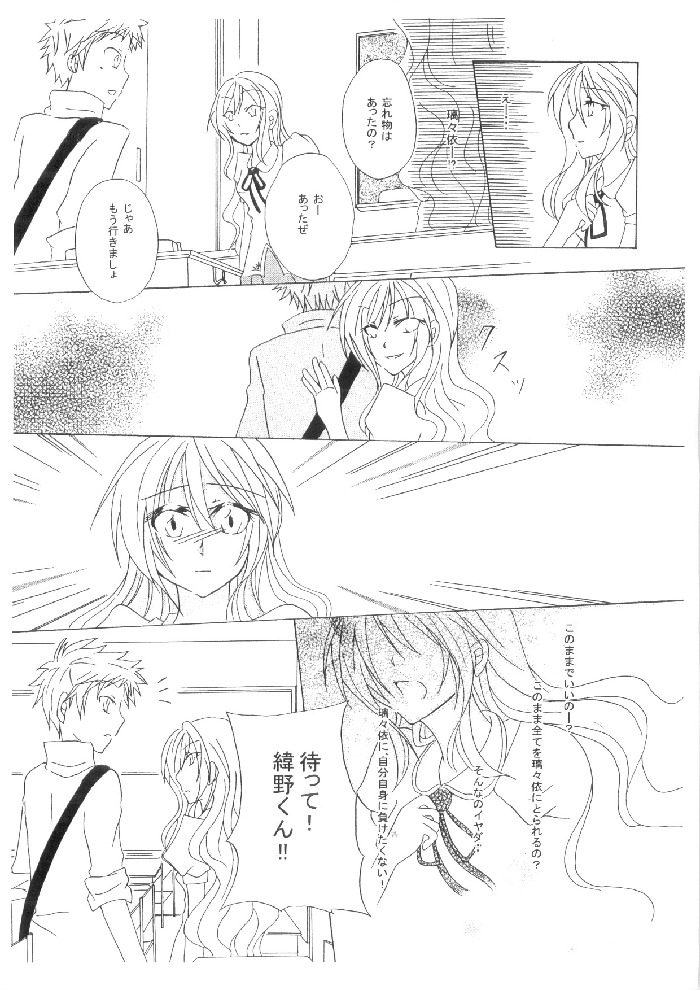 え…‥
璃々依ー!?
忘れ物は
あったの？
おー
あったぜ
じゃあ
もう行きましょ
クスッ
このままでいいのー!?
このまま全てを璃々依にとられるの？
そんなのイヤダ‥
璃々依に、自分自身に負けたくない！
待って！
緯野くん!!